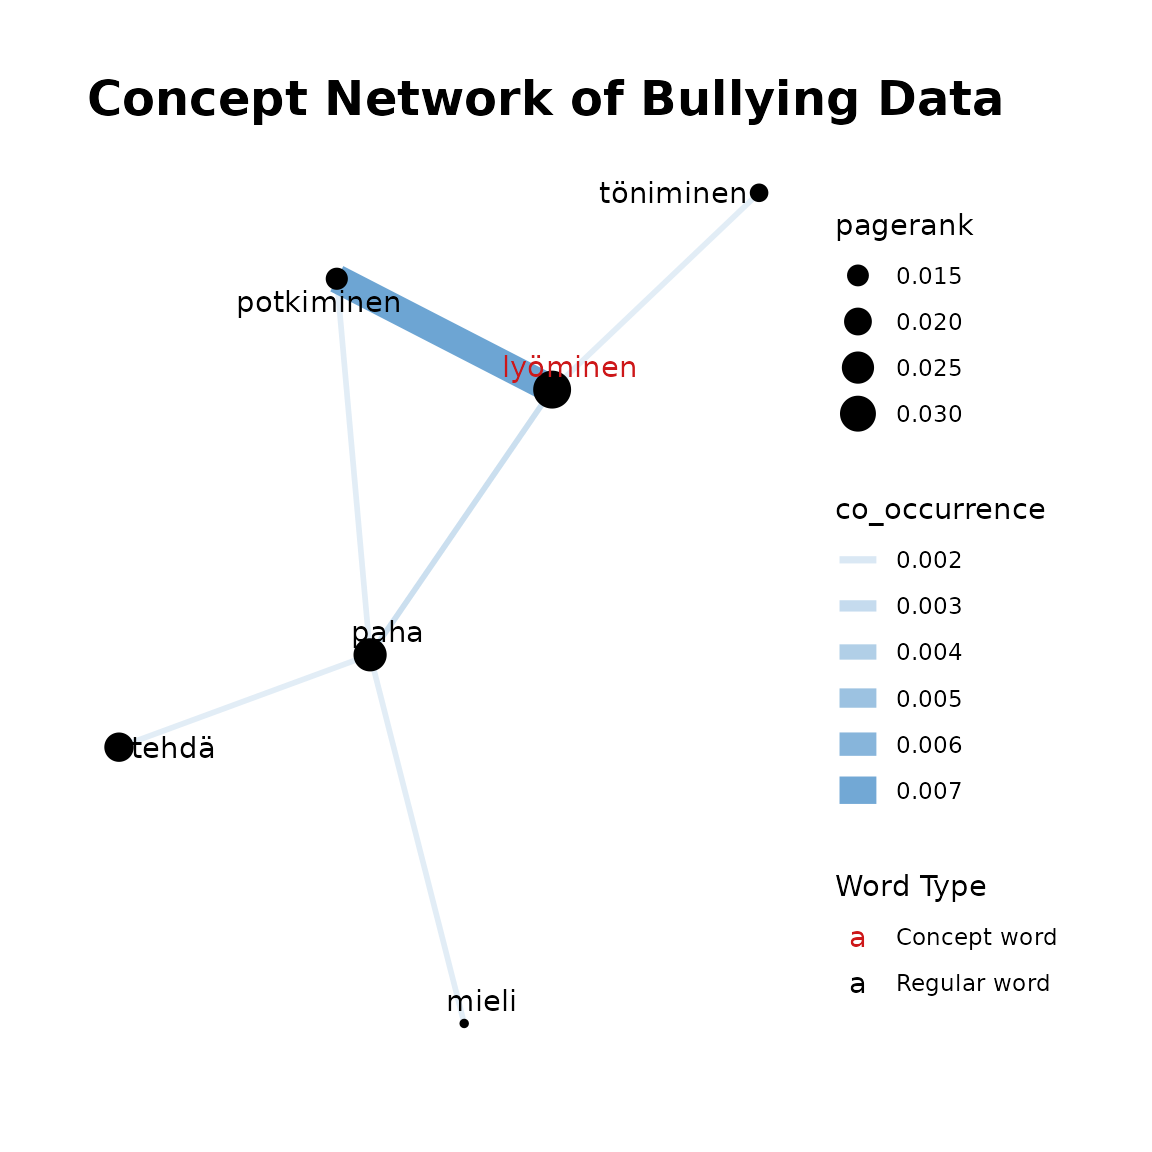 Concept Network of Bullying Data
töniminen
potkiminen
lyöminen
paha
tehdä
mieli
pagerank
0.015
0.020
0.025
0.030
co_occurrence
0.002
0.003
0.004
0.005
0.006
0.007
Word Type
a Concept word
a Regular word